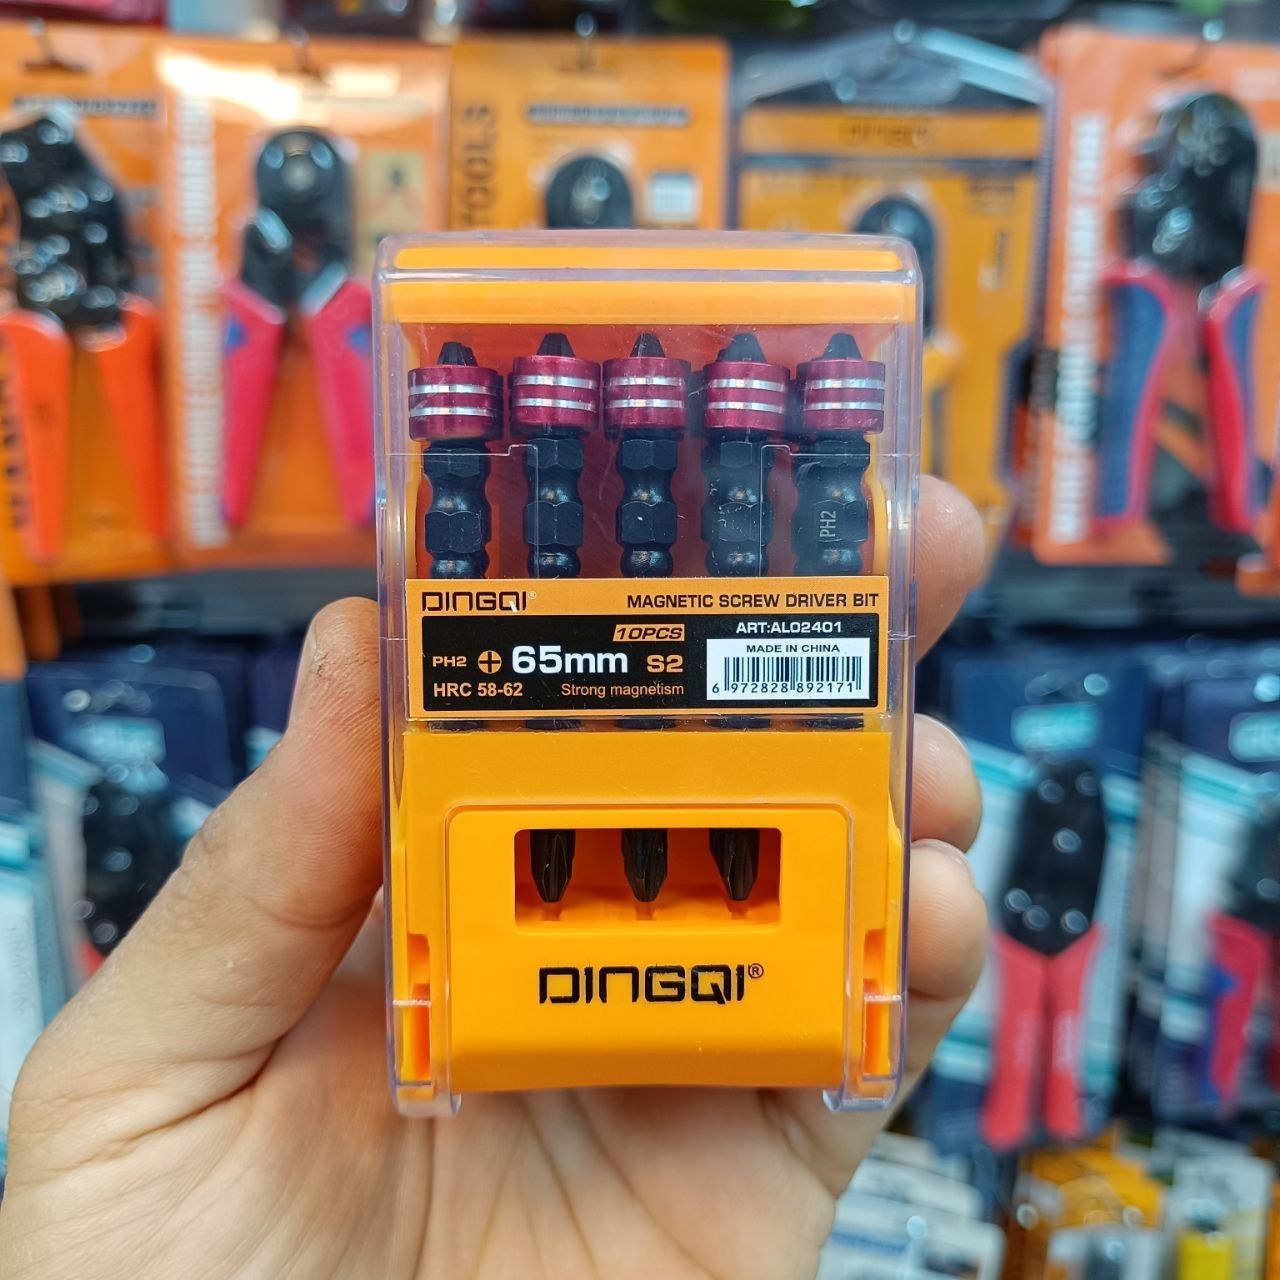 TOOLS
PH2
DINGQI®
MAGNETIC SCREW DRIVER BIT
10PCS
ART:AL02401
PH2 65mm S2
MADE IN CHINA
HRC 58-62
Strong magnetism
6 972828 892171
DINGQI®